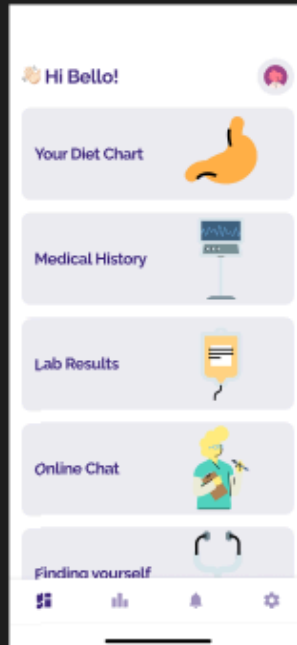 👋🏻 Hi Bello!
Your Diet Chart
Medical History
Lab Results
Online Chat
Finding yourself